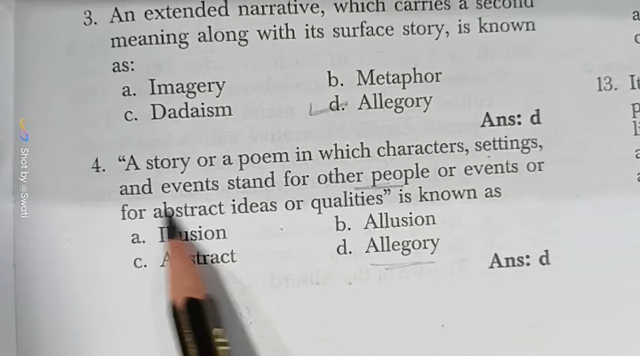 3. An extended narrative, which carries a second
meaning along with its surface story, is known
as:
a. Imagery b. Metaphor
c. Dadaism d. Allegory
Ans: d
4. “A story or a poem in which characters, settings,
and events stand for other people or events or
for abstract ideas or qualities” is known as
a. Illusion b. Allusion
c. Abstract d. Allegory
Ans: d
13. It
Shot by @Swati